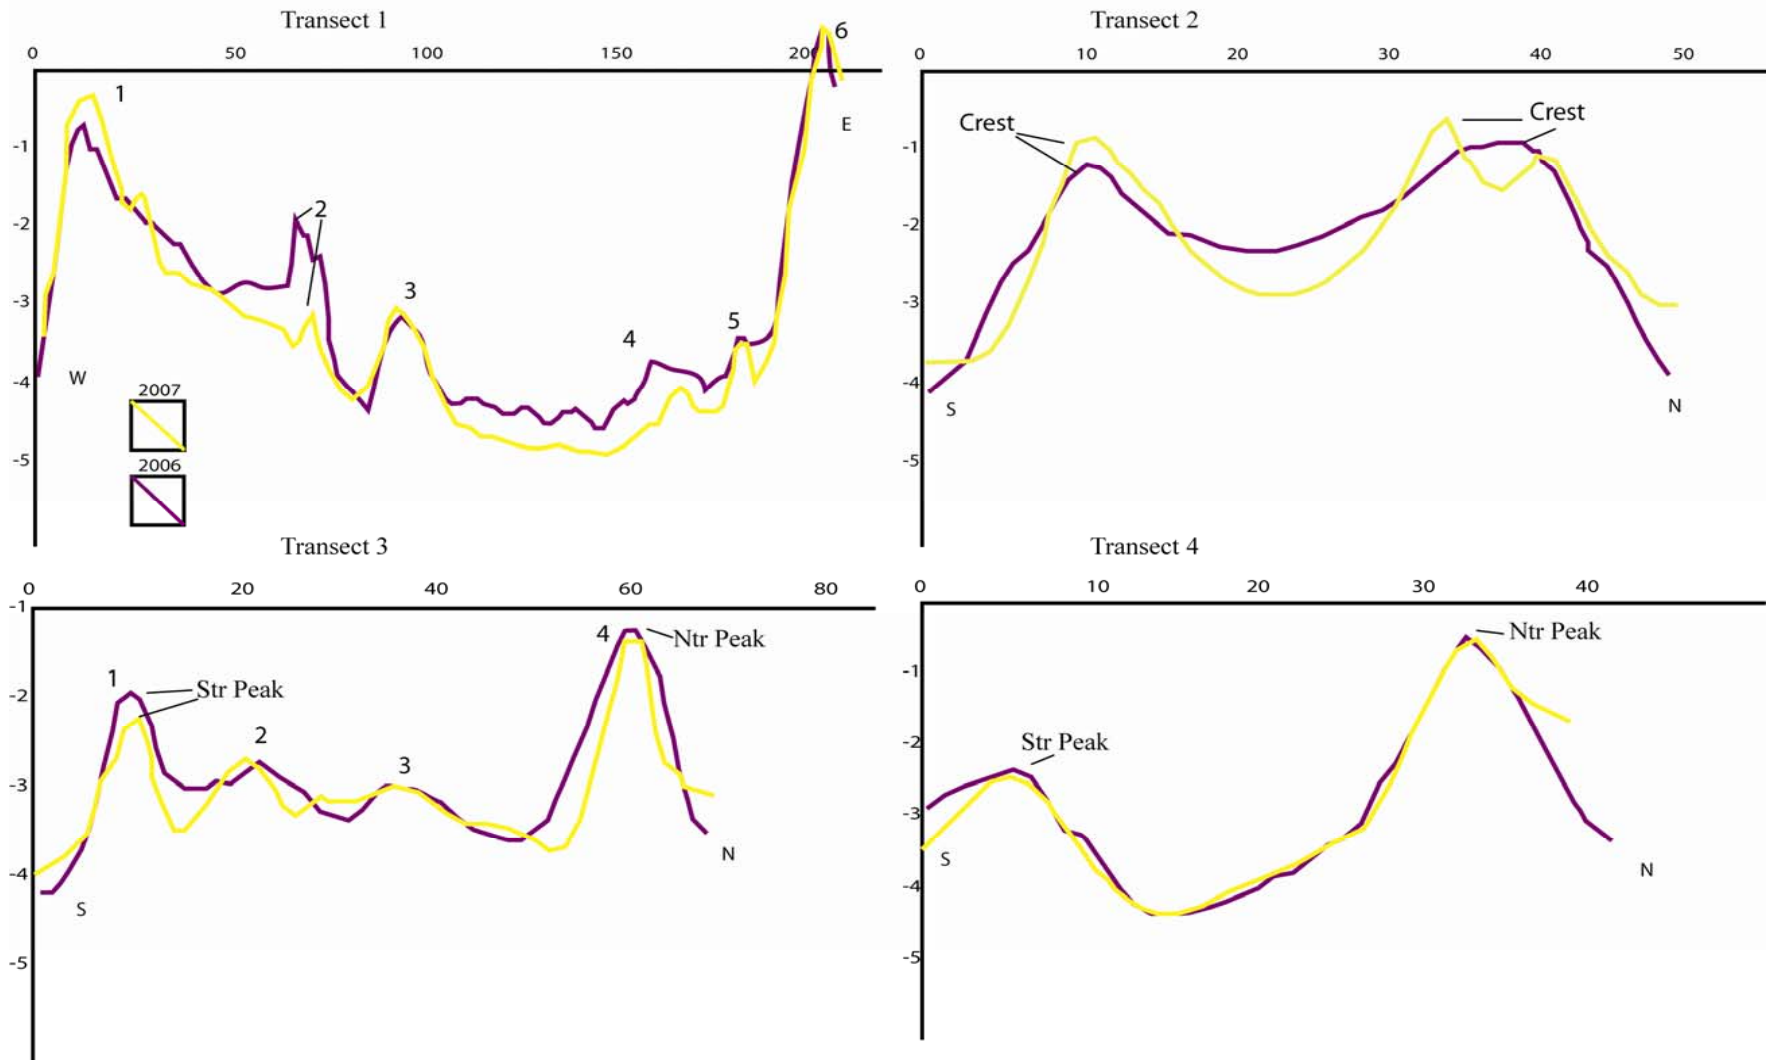 Transect 1
0 50 100 150 200
1
2
3
4
5
6
-1
-2
-3
-4
-5
W
E
2007
2006
Transect 2
0 10 20 30 40 50
Crest
Crest
-1
-2
-3
-4
-5
S
N
Transect 3
0 20 40 60 80
-1
-2
-3
-4
-5
1
Str Peak
2
3
4
Ntr Peak
S
N
Transect 4
0 10 20 30 40
-1
-2
-3
-4
-5
Str Peak
Ntr Peak
S
N